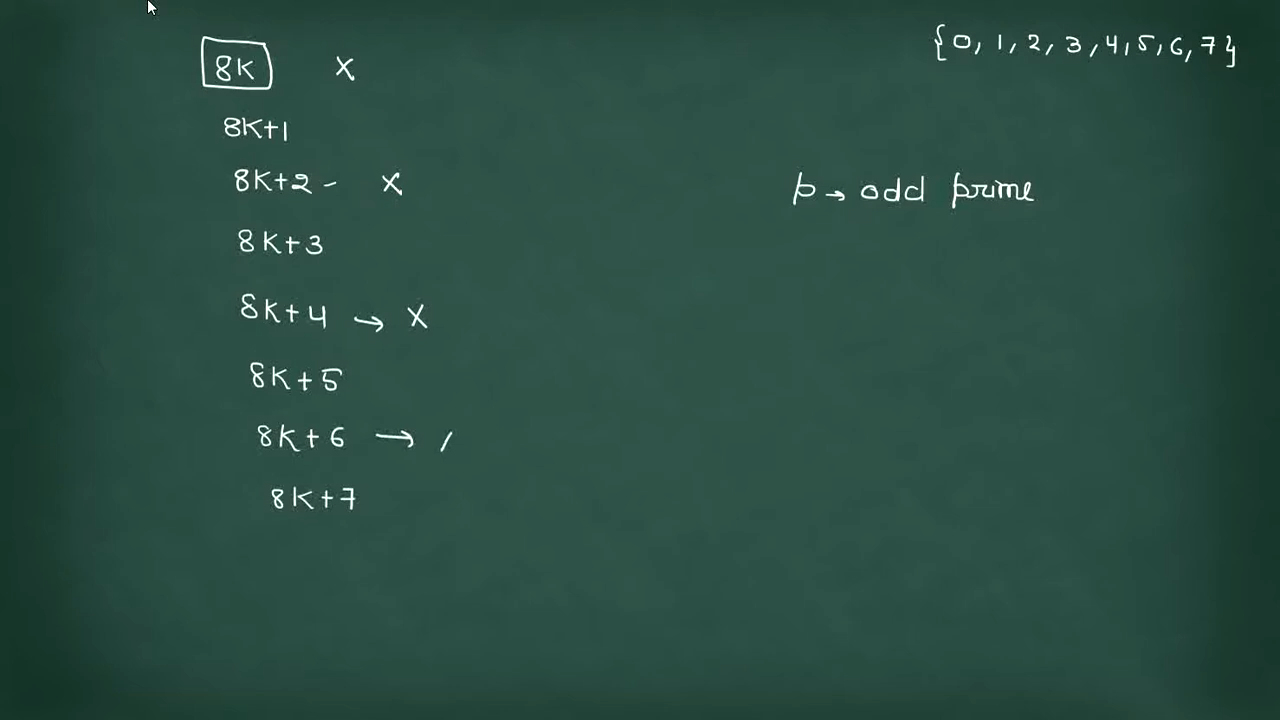 {0, 1, 2, 3, 4, 5, 6, 7}
8K X
8K+1
8K+2 - X
p → odd prime
8K+3
8K+4 → X
8K+5
8K+6 → /
8K+7